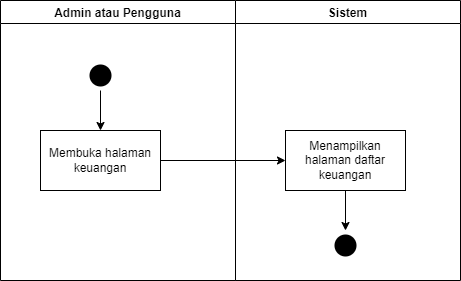 Admin atau Pengguna
Sistem
Membuka halaman
keuangan
Menampilkan
halaman daftar
keuangan